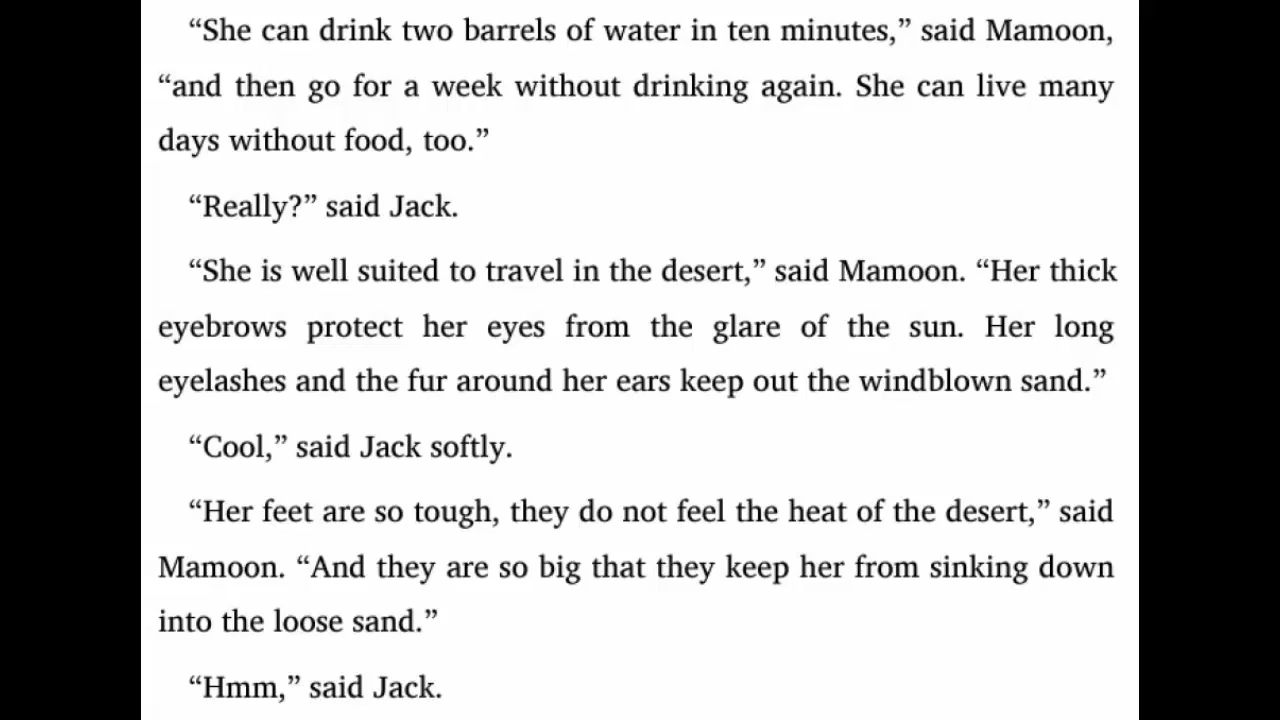 “She can drink two barrels of water in ten minutes,” said Mamoon,
“and then go for a week without drinking again. She can live many
days without food, too.”
“Really?” said Jack.
“She is well suited to travel in the desert,” said Mamoon. “Her thick
eyebrows protect her eyes from the glare of the sun. Her long
eyelashes and the fur around her ears keep out the windblown sand.”
“Cool,” said Jack softly.
“Her feet are so tough, they do not feel the heat of the desert,” said
Mamoon. “And they are so big that they keep her from sinking down
into the loose sand.”
“Hmm,” said Jack.